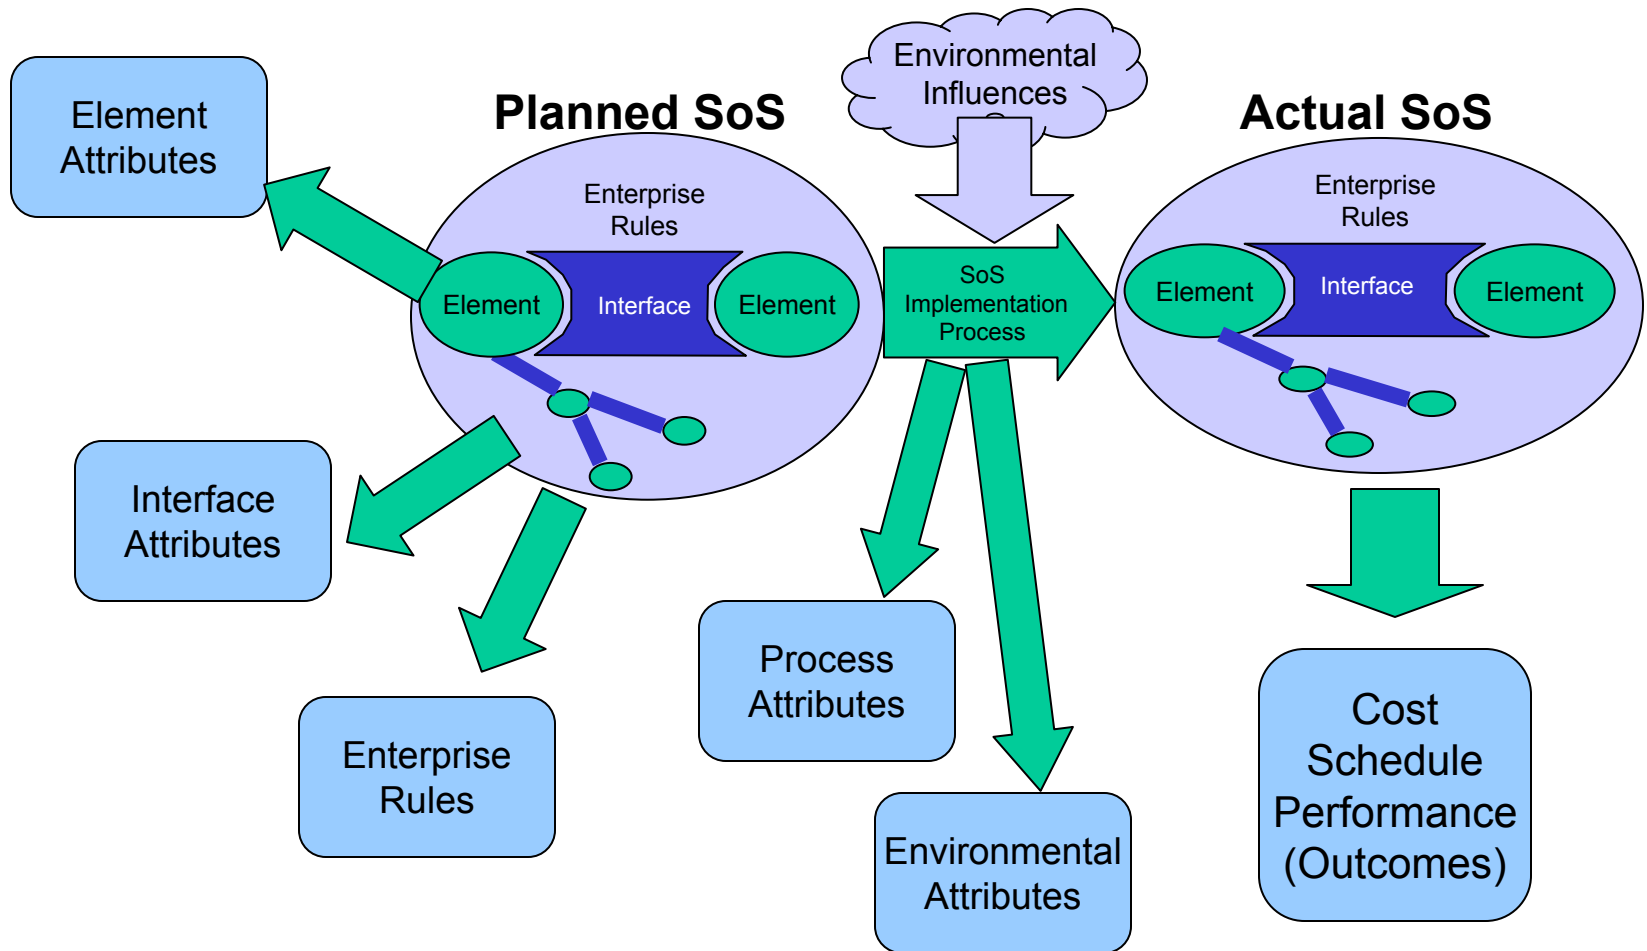 Environmental
Influences
Planned SoS
Actual SoS
Element
Attributes
Enterprise
Rules
Element
Interface
Element
SoS
Implementation
Process
Enterprise
Rules
Element
Interface
Element
Interface
Attributes
Enterprise
Rules
Process
Attributes
Environmental
Attributes
Cost
Schedule
Performance
(Outcomes)